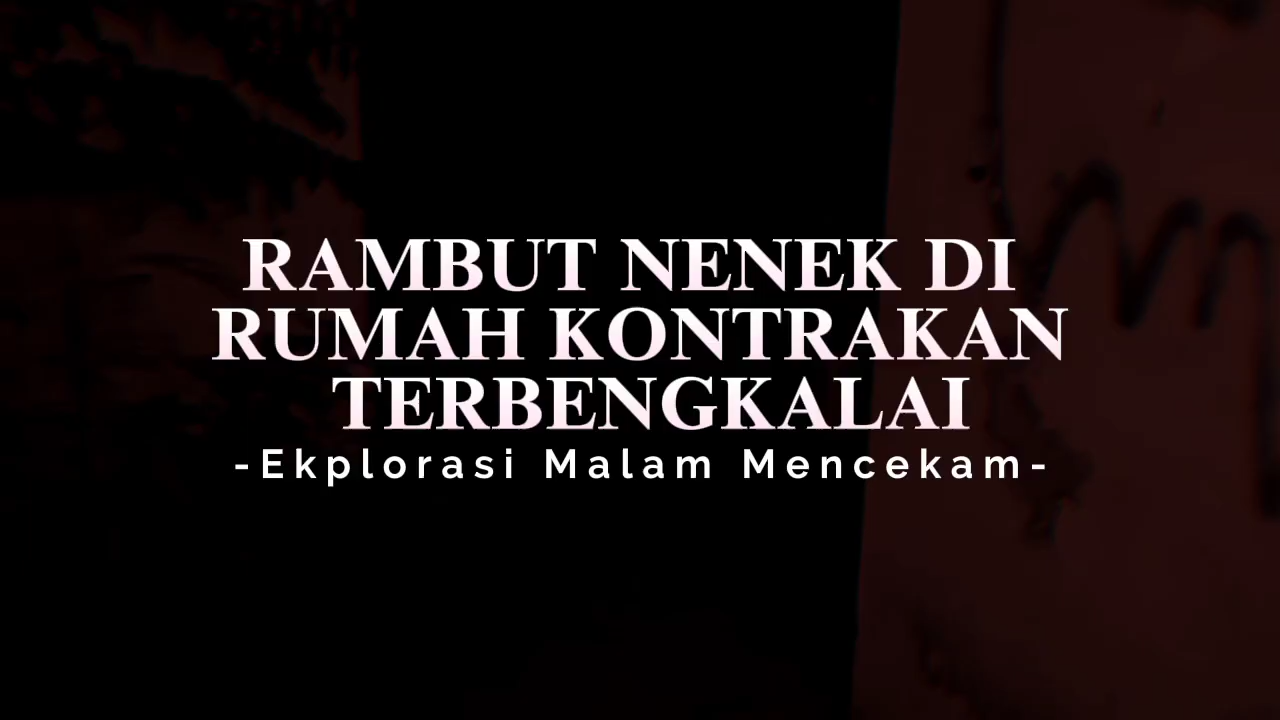 RAMBUT NENEK DI
RUMAH KONTRAKAN
TERBENGKALAI
-Ekplorasi Malam Mencekam-